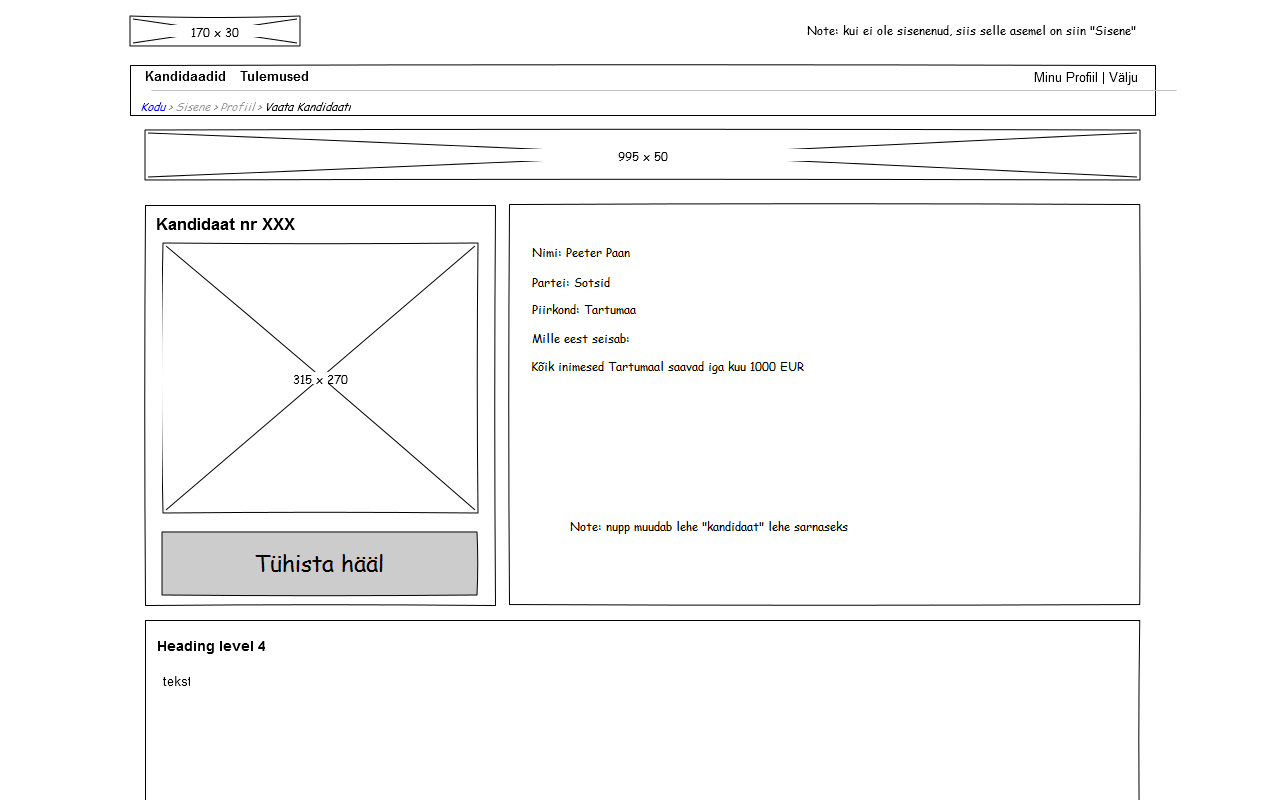 170 x 30
Note: kui ei ole sisenenud, siis selle asemel on siin "Sisene"
Kandidaadid Tulemused
Minu Profiil | Välju
Kodu > Sisene > Profiil > Vaata Kandidaati
995 x 50
Kandidaat nr XXX
315 x 270
Tühista hääl
Nimi: Peeter Paan
Partei: Sotsid
Piirkond: Tartumaa
Mille eest seisab:
Kõik inimesed Tartumaal saavad iga kuu 1000 EUR
Note: nupp muudab lehe "kandidaat" lehe sarnaseks
Heading level 4
tekst